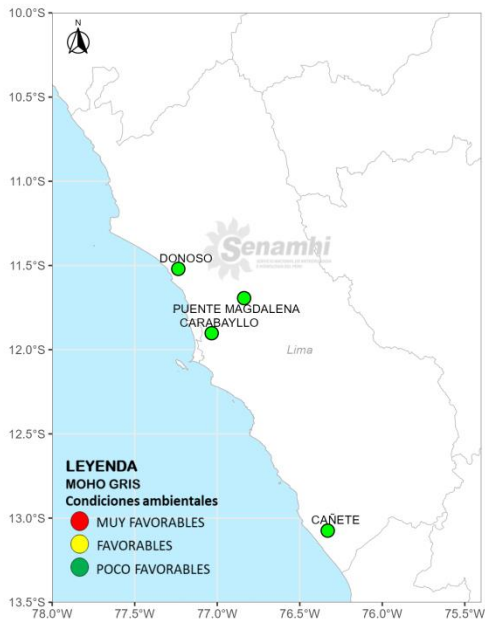 10.0°S
N
10.5°S
11.0°S
Senamhi
DONOSO
11.5°S
PUENTE MAGDALENA
CARABAYLLO
Lima
12.0°S
12.5°S
LEYENDA
MOHO GRIS
Condiciones ambientales
MUY FAVORABLES
FAVORABLES
POCO FAVORABLES
CAÑETE
13.0°S
13.5°S
78.0°W 77.5°W 77.0°W 76.5°W 76.0°W 75.5°W